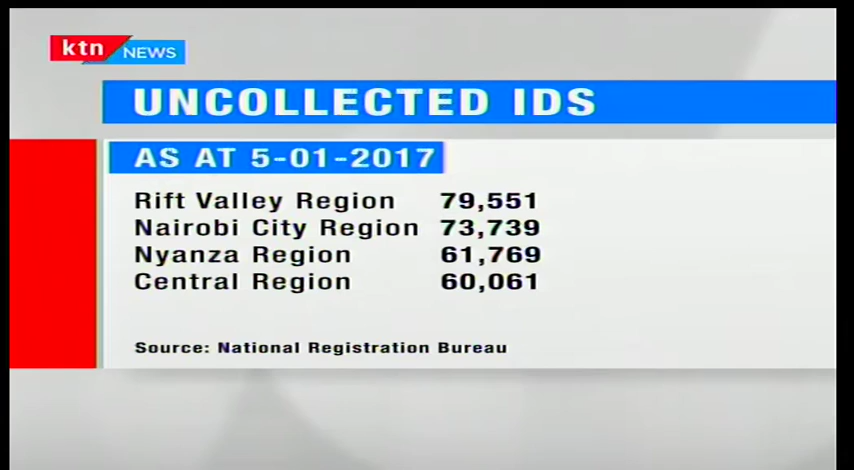 ktn NEWS
UNCOLLECTED IDS
AS AT 5-01-2017
Rift Valley Region 79,551
Nairobi City Region 73,739
Nyanza Region 61,769
Central Region 60,061
Source: National Registration Bureau